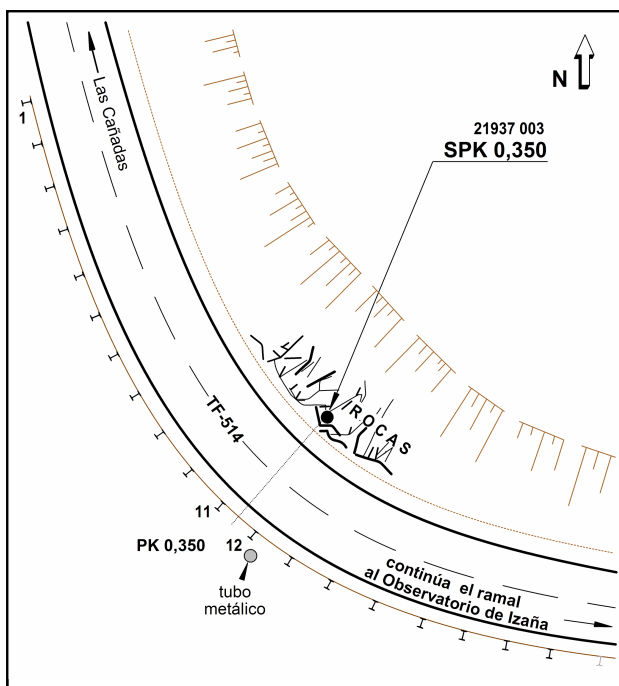 N
21937 003
SPK 0,350
Las Cañadas
1
ROCAS
TF-514
11
PK 0,350
12
tubo
metálico
continúa el ramal
al Observatorio de Izaña